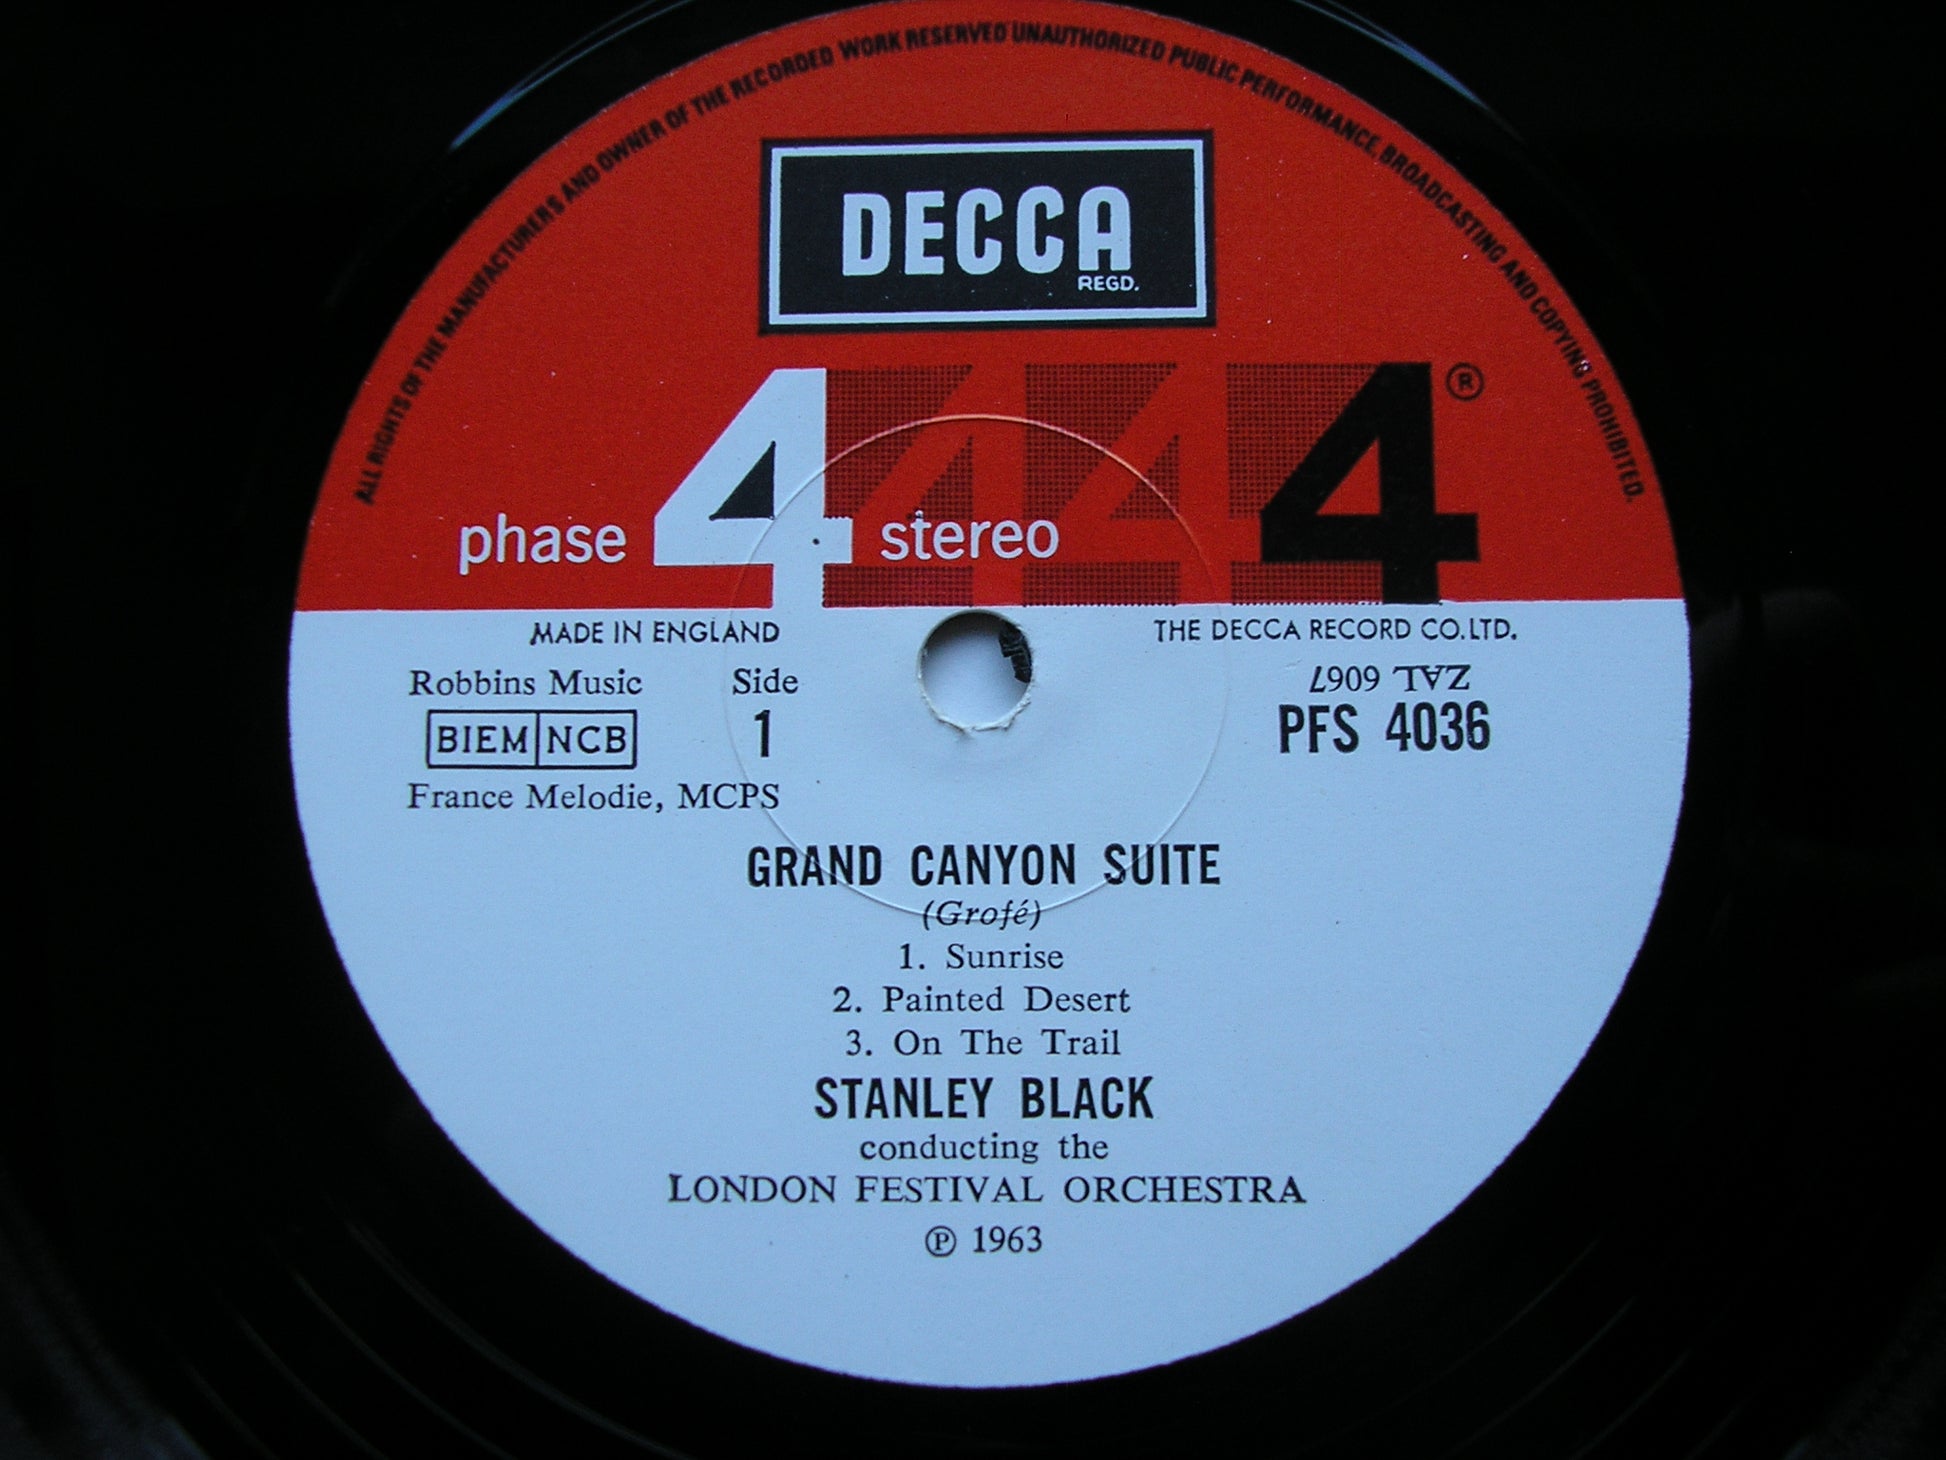 ALL RIGHTS OF THE MANUFACTURERS AND OWNER OF THE RECORDED WORK RESERVED UNAUTHORIZED PUBLIC PERFORMANCE, BROADCASTING AND COPYING PROHIBITED.
DECCA
REGD.
phase 4 stereo 4 4 4 ®
MADE IN ENGLAND
THE DECCA RECORD CO. LTD.
Robbins Music
Side
ZAL 6067
BIEM NCB
1
PFS 4036
France Melodie, MCPS
GRAND CANYON SUITE
(Grofé)
1. Sunrise
2. Painted Desert
3. On The Trail
STANLEY BLACK
conducting the
LONDON FESTIVAL ORCHESTRA
℗ 1963